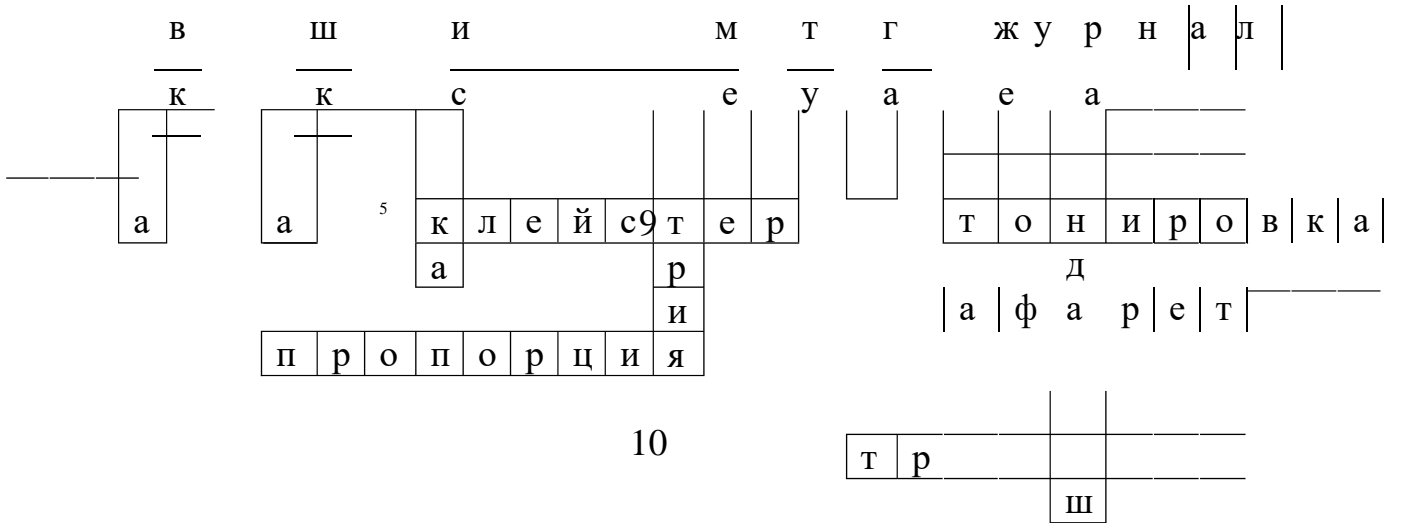 в ш и м т г ж у р н а л
к к с е у а е а
а а 5 к л е й с9 т е р т о н и р о в к а
а р д
и а ф а р е т
п р о п о р ц и я
10
т р
ш